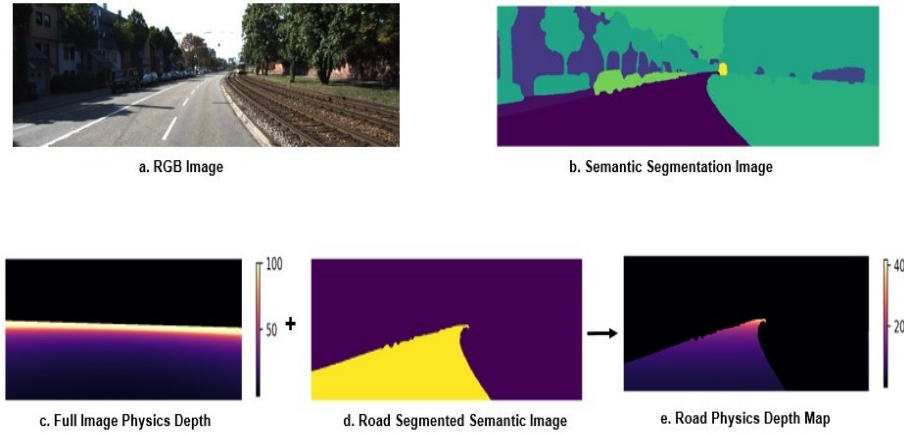 a. RGB Image
b. Semantic Segmentation Image
100
50
+
40
20
c. Full Image Physics Depth
d. Road Segmented Semantic Image
e. Road Physics Depth Map